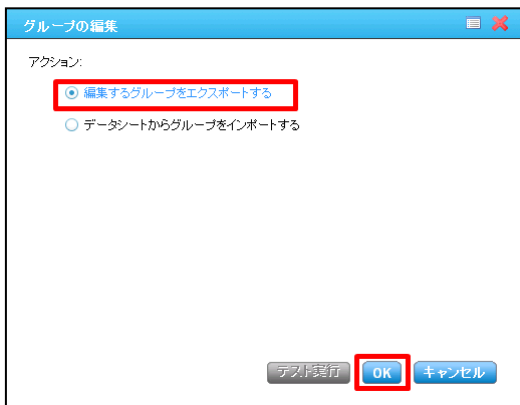 グループの編集
アクション:
編集するグループをエクスポートする
データシートからグループをインポートする
テスト実行 OK キャンセル